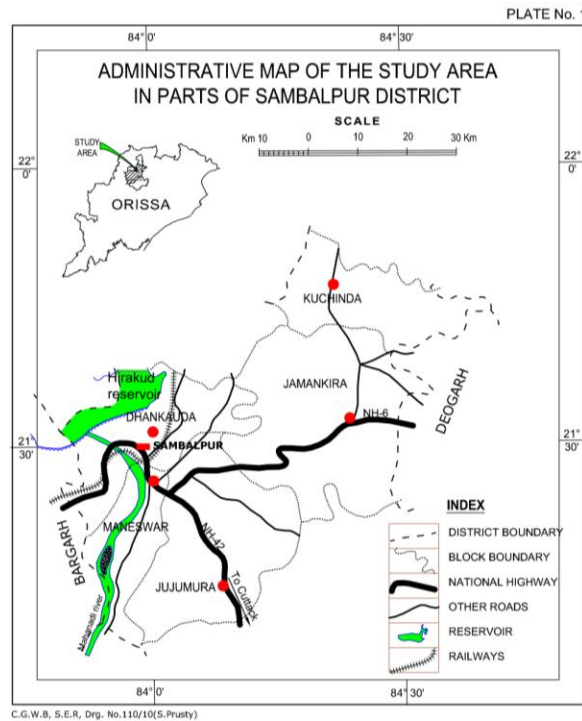 PLATE No. 1
84° 0'
84° 30'
ADMINISTRATIVE MAP OF THE STUDY AREA
IN PARTS OF SAMBALPUR DISTRICT
SCALE
Km 10 0 10 20 30 Km
STUDY
AREA
22°
0'
22°
0'
ORISSA
KUCHINDA
Hirakud
reservoir
JAMANKIRA
DEOGARH
DHANKAUDA
NH-6
SAMBALPUR
21°
30'
21°
30'
BARGARH
MANESWAR
NH-42
JUJUMURA
To Cuttack
Mahanadi river
INDEX
DISTRICT BOUNDARY
BLOCK BOUNDARY
NATIONAL HIGHWAY
OTHER ROADS
RESERVOIR
RAILWAYS
84° 0'
84° 30'
C.G.W.B, S.E.R, Drg. No.110/10(S.Prusty)